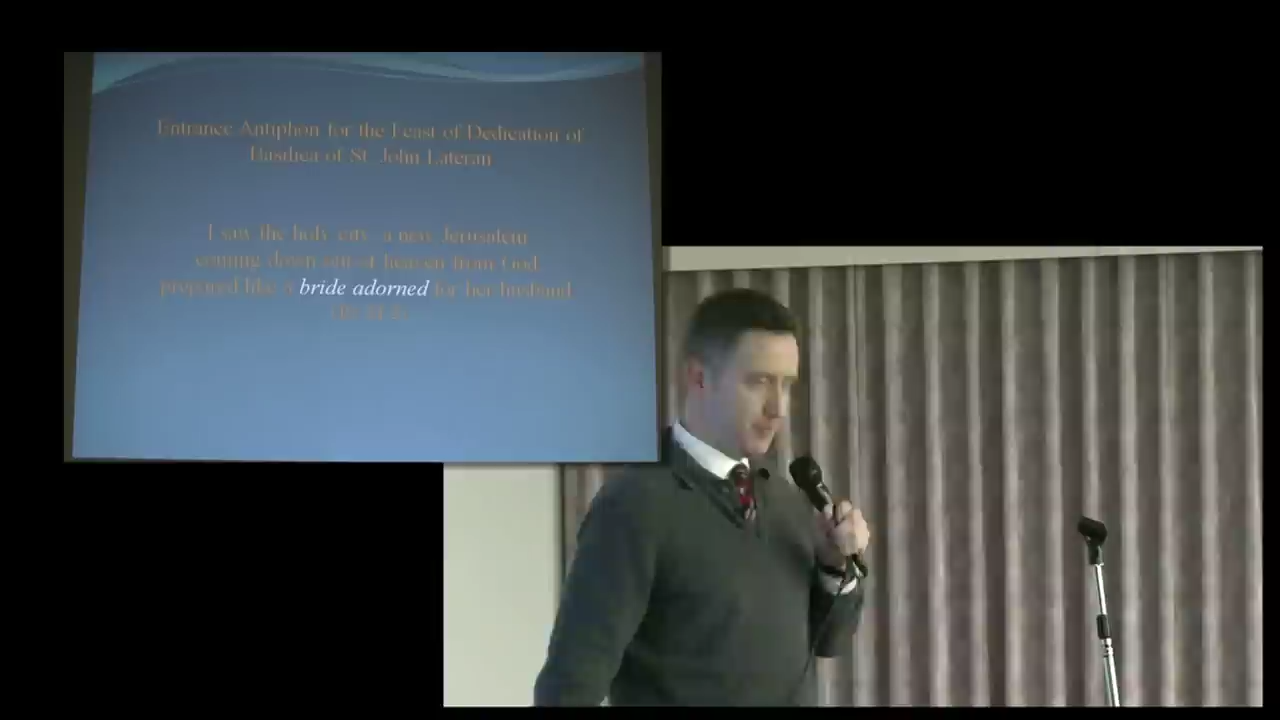 Entrance Antiphon for the Feast of Dedication of
Basilica of St. John Lateran
I saw the holy city, a new Jerusalem
coming down out of heaven from God
prepared like a bride adorned for her husband